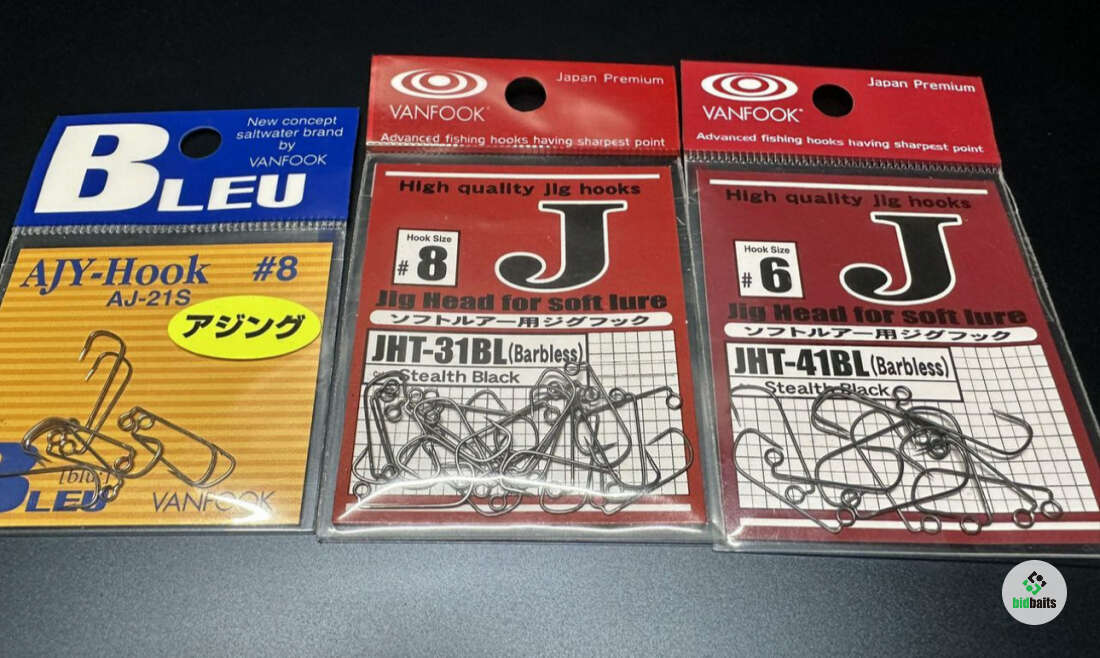 New concept
saltwater brand
by
VANFOOK
BLEU
AJY-Hook #8
AJ-21S
アジング
[blu]
BLEU
VANFOOK
Japan Premium
VANFOOK
Advanced fishing hooks having sharpest point
High quality jig hooks
J
Hook Size
#8
Jig Head for soft lure
ソフトルアー用ジグフック
JHT-31BL(Barbless)
Stealth Black
Japan Premium
VANFOOK™
Advanced fishing hooks having sharpest point
High quality jig hooks
J
Hook Size
#6
Jig Head for soft lure
ソフトルアー用ジグフック
JHT-41BL(Barbless)
Stealth Black
bidbaits